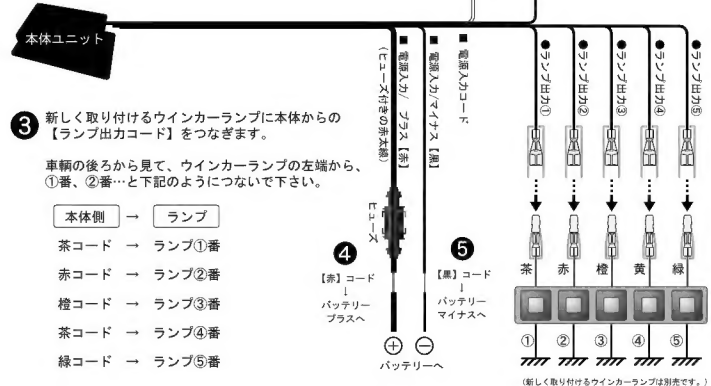 本体ユニット
■ 電源入力/ プラス【赤】
(ヒューズ付きの赤太線)
■ 電源入力/マイナス【黒】
■ 電源入力コード
●ランプ出力①
●ランプ出力②
●ランプ出力③
●ランプ出力④
●ランプ出力⑤
❸ 新しく取り付けるウインカーランプに本体からの
【ランプ出力コード】をつなぎます。
車輌の後ろから見て、ウインカーランプの左端から、
①番、②番…と下記のようにつないで下さい。
本体側 → ランプ
茶コード → ランプ①番
赤コード → ランプ②番
橙コード → ランプ③番
茶コード → ランプ④番
緑コード → ランプ⑤番
ヒューズ
❹
【赤】コード
↓
バッテリー
プラスへ
❺
【黒】コード
↓
バッテリー
マイナスへ
⊕ ⊖
バッテリーへ
茶 赤 橙 黄 緑
① ② ③ ④ ⑤
(新しく取り付けるウインカーランプは別売です。)